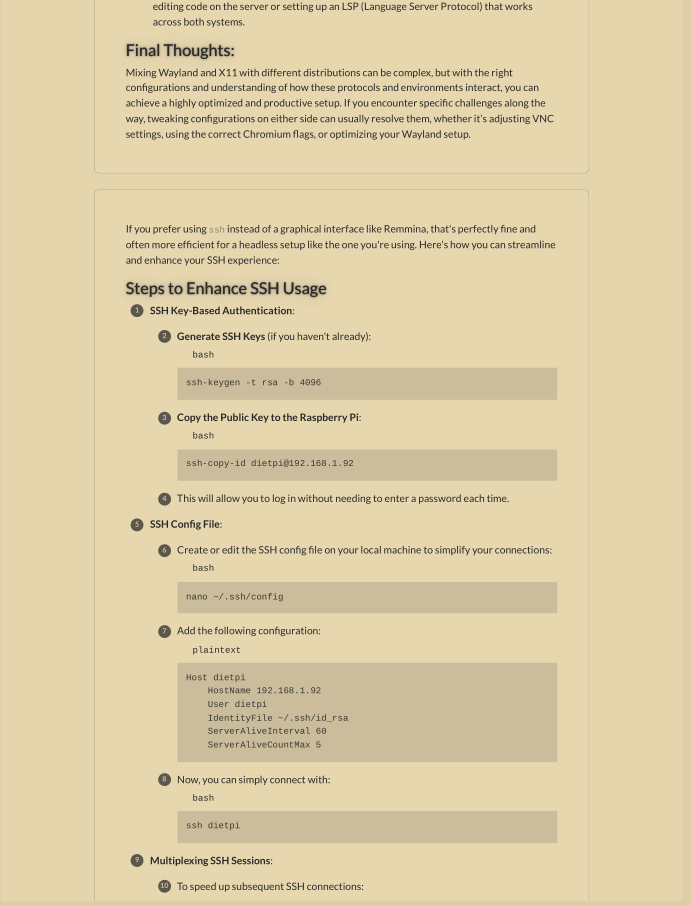 editing code on the server or setting up an LSP (Language Server Protocol) that works
across both systems.
Final Thoughts:
Mixing Wayland and X11 with different distributions can be complex, but with the right
configurations and understanding of how these protocols and environments interact, you can
achieve a highly optimized and productive setup. If you encounter specific challenges along the
way, tweaking configurations on either side can usually resolve them, whether it's adjusting VNC
settings, using the correct Chromium flags, or optimizing your Wayland setup.
If you prefer using ssh instead of a graphical interface like Remmina, that's perfectly fine and
often more efficient for a headless setup like the one you're using. Here's how you can streamline
and enhance your SSH experience:
Steps to Enhance SSH Usage
1 SSH Key-Based Authentication:
2 Generate SSH Keys (if you haven't already):
bash
ssh-keygen -t rsa -b 4096
3 Copy the Public Key to the Raspberry Pi:
bash
ssh-copy-id dietpi@192.168.1.92
4 This will allow you to log in without needing to enter a password each time.
5 SSH Config File:
6 Create or edit the SSH config file on your local machine to simplify your connections:
bash
nano ~/.ssh/config
7 Add the following configuration:
plaintext
Host dietpi
    HostName 192.168.1.92
    User dietpi
    IdentityFile ~/.ssh/id_rsa
    ServerAliveInterval 60
    ServerAliveCountMax 5
8 Now, you can simply connect with:
bash
ssh dietpi
9 Multiplexing SSH Sessions:
10 To speed up subsequent SSH connections: